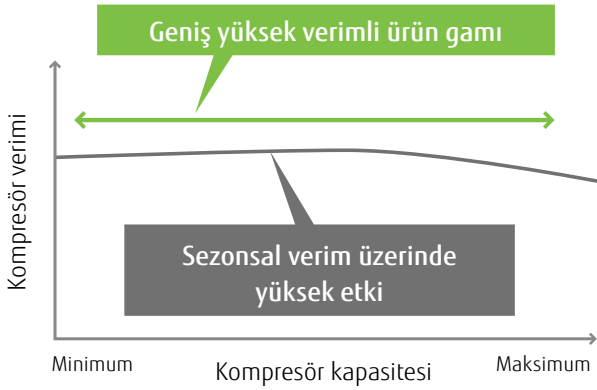 Geniş yüksek verimli ürün gamı
Kompresör verimi
Sezonsal verim üzerinde
yüksek etki
Minimum
Kompresör kapasitesi
Maksimum